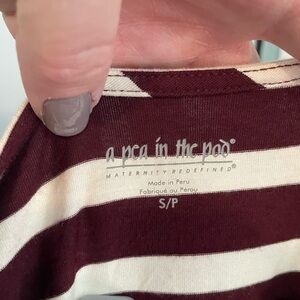 a pea in the pod®
MATERNITY REDEFINED®
Made in Peru
Fabriqué au Pérou
S/P